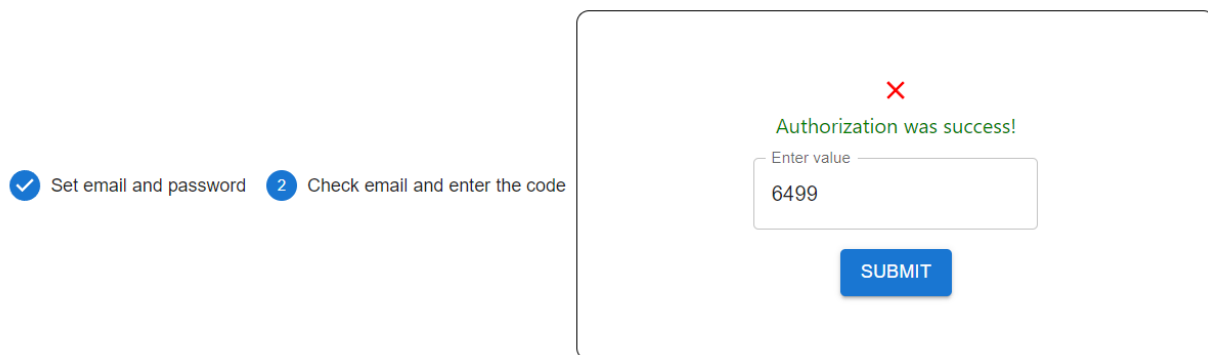 Authorization was success!
Enter value
6499
Set email and password
2 Check email and enter the code
SUBMIT